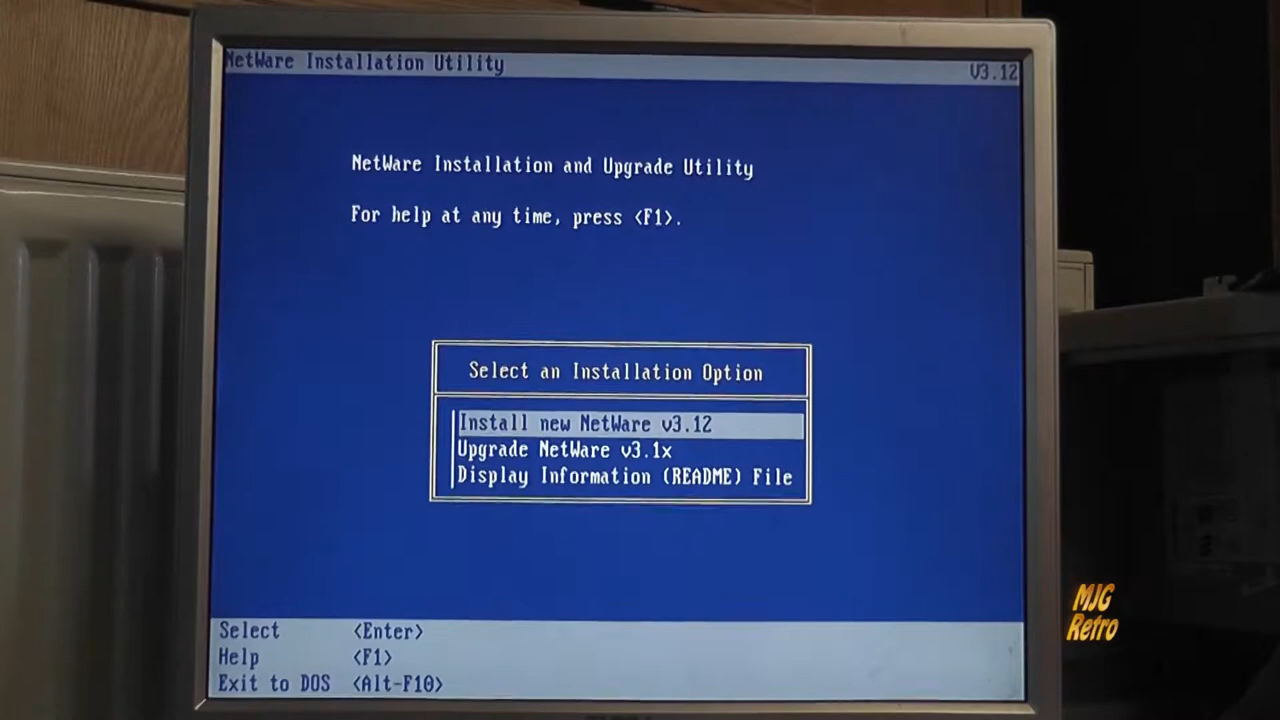 NetWare Installation Utility
V3.12
NetWare Installation and Upgrade Utility
For help at any time, press <F1>.
Select an Installation Option
Install new NetWare v3.12
Upgrade NetWare v3.1x
Display Information (README) File
Select <Enter>
Help <F1>
Exit to DOS <Alt-F10>
MJG
Retro